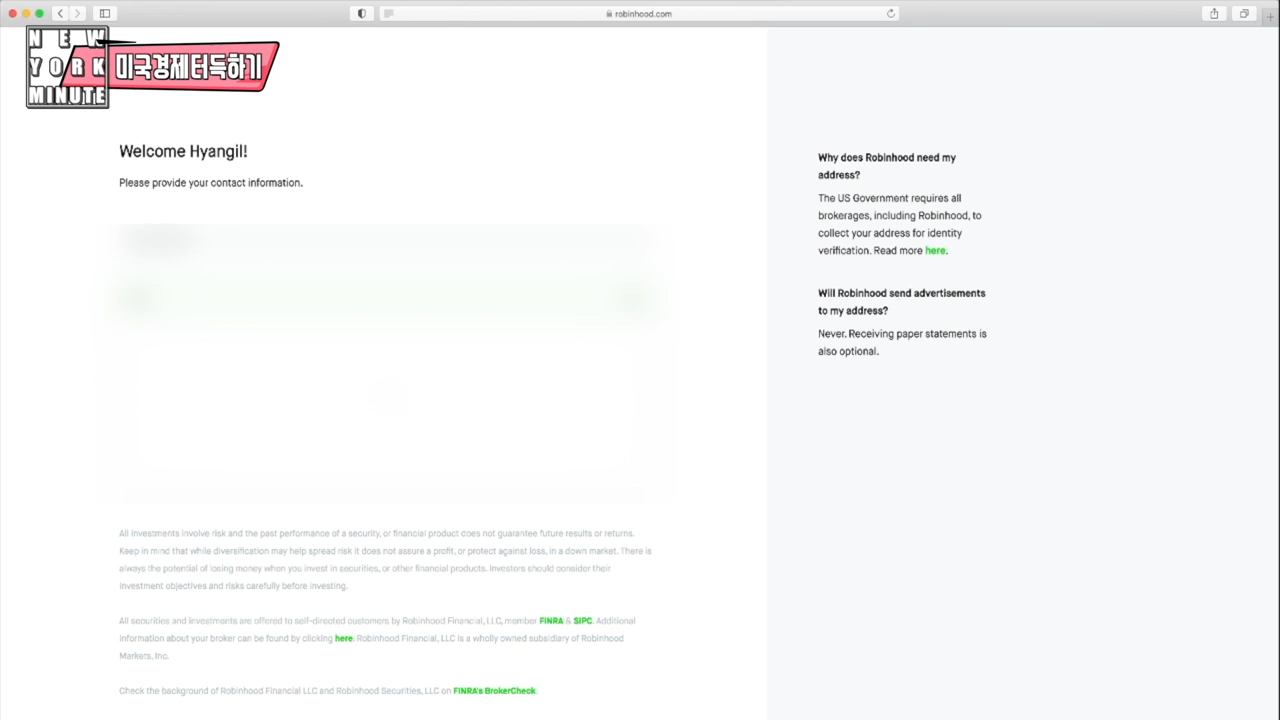 robinhood.com
NEW
YORK
MINUTE
미국경제터득하기
Welcome Hyangil!
Please provide your contact information.
Why does Robinhood need my
address?
The US Government requires all
brokerages, including Robinhood, to
collect your address for identity
verification. Read more here.
Will Robinhood send advertisements
to my address?
Never. Receiving paper statements is
also optional.
All investments involve risk and the past performance of a security, or financial product does not guarantee future results or returns.
Keep in mind that while diversification may help spread risk it does not assure a profit, or protect against loss, in a down market. There is
always the potential of losing money when you invest in securities, or other financial products. Investors should consider their
investment objectives and risks carefully before investing.
All securities and investments are offered to self-directed customers by Robinhood Financial, LLC, member FINRA & SIPC. Additional
information about your broker can be found by clicking here. Robinhood Financial, LLC is a wholly owned subsidiary of Robinhood
Markets, Inc.
Check the background of Robinhood Financial LLC and Robinhood Securities, LLC on FINRA's BrokerCheck.